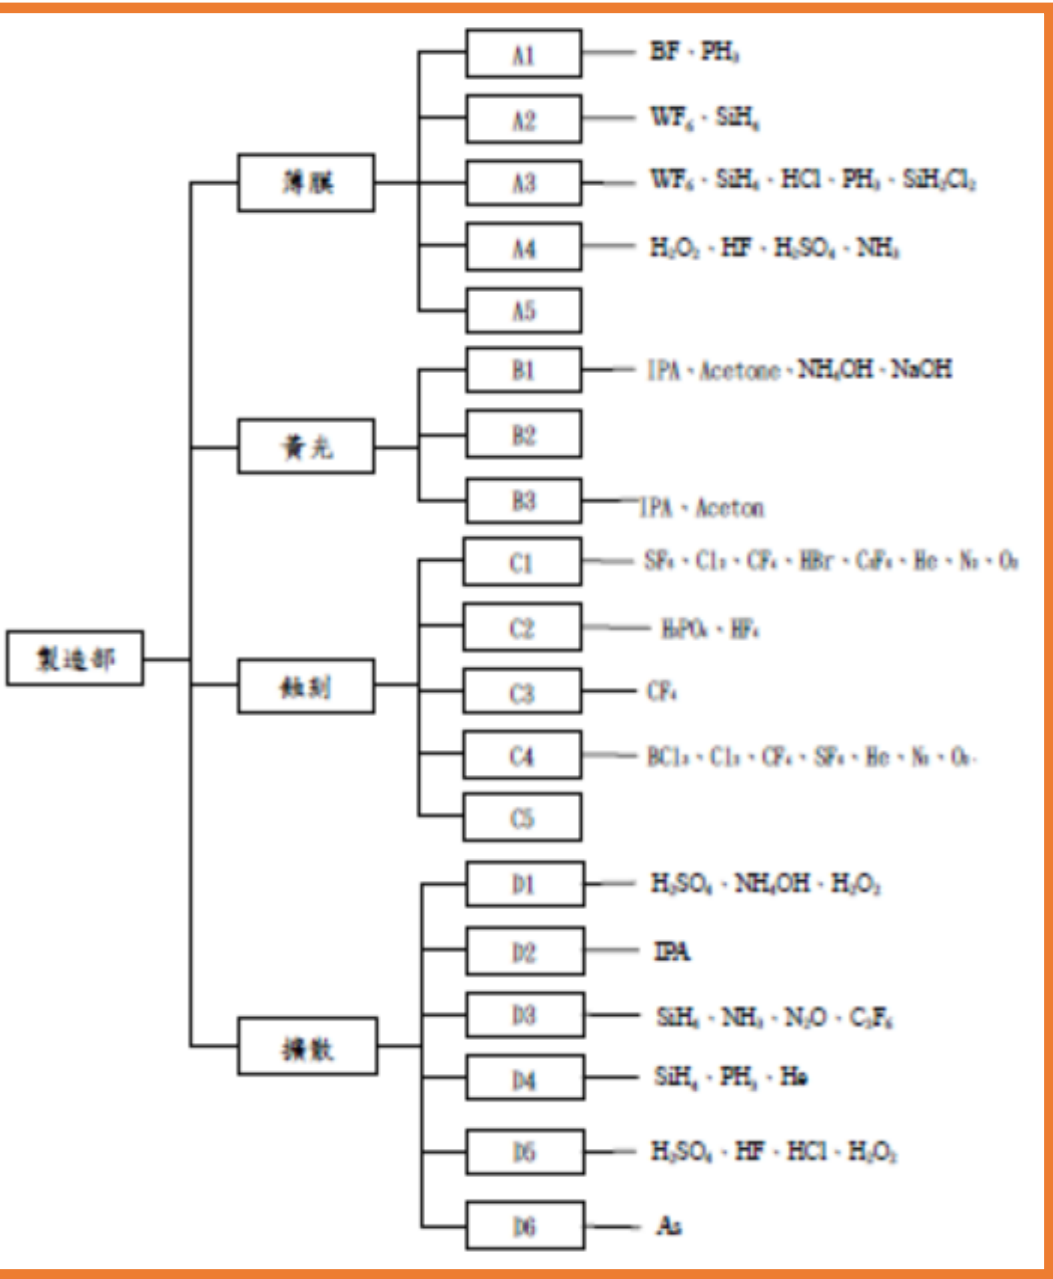 製造部
薄膜
A1 BF、PH₃
A2 WF₆、SiH₄
A3 WF₆、SiH₄、HCl、PH₃、SiH₂Cl₂
A4 H₂O₂、HF、H₂SO₄、NH₃
A5
黃光
B1 IPA、Acetone、NH₄OH、NaOH
B2
B3 IPA、Aceton
蝕刻
C1 SF₆、Cl₂、CF₄、HBr、C₂F₆、He、N₂、O₂
C2 H₃PO₄、HF₄
C3 CF₄
C4 BCl₃、Cl₂、CF₄、SF₆、He、N₂、O₂.
C5
擴散
D1 H₂SO₄、NH₄OH、H₂O₂
D2 IPA
D3 SiH₄、NH₃、N₂O、C₂F₆
D4 SiH₄、PH₃、He
D5 H₂SO₄、HF、HCl、H₂O₂
D6 As